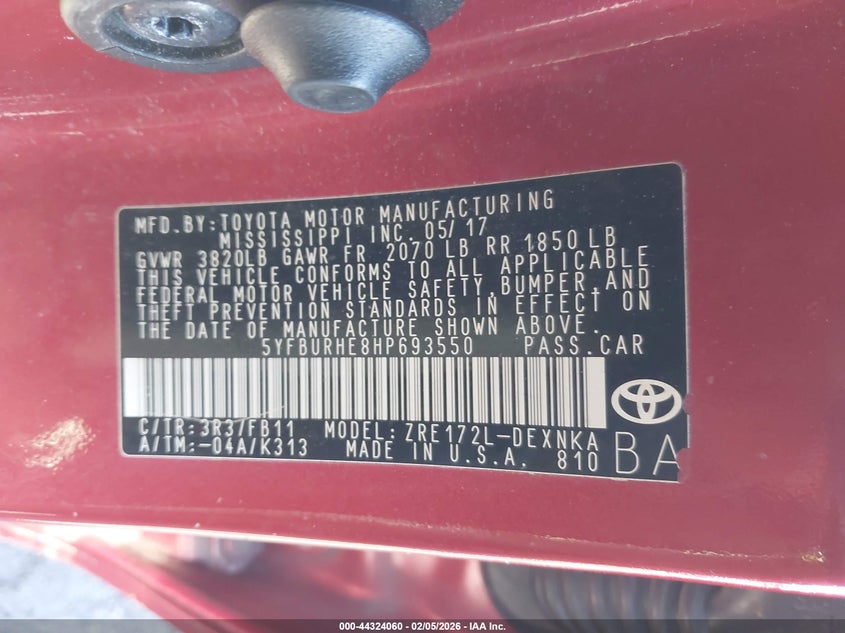 MFD.BY:TOYOTA MOTOR MANUFACTURING
MISSISSIPPI INC. 05/17
GVWR 3820LB GAWR FR 2070 LB RR 1850 LB
THIS VEHICLE CONFORMS TO ALL APPLICABLE
FEDERAL MOTOR VEHICLE SAFETY,BUMPER,AND
THEFT PREVENTION STANDARDS IN EFFECT ON
THE DATE OF MANUFACTURE SHOWN ABOVE.
5YFBURHE8HP693550 PASS.CAR
C/TR:3R37/FB11 MODEL:ZRE172L-DEXNKA
A/TM:-04A/K313 MADE IN U.S.A. 810 BA
000-44324060 - 02/05/2026 - IAA Inc.